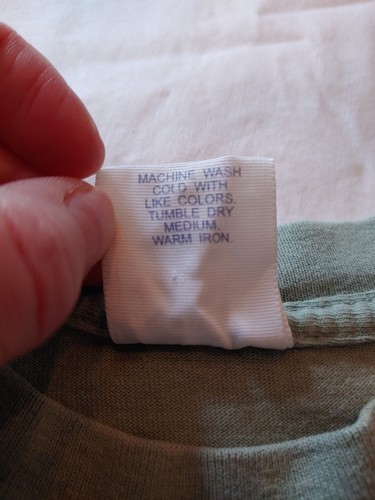 MACHINE WASH
COLD WITH
LIKE COLORS.
TUMBLE DRY
MEDIUM.
WARM IRON.